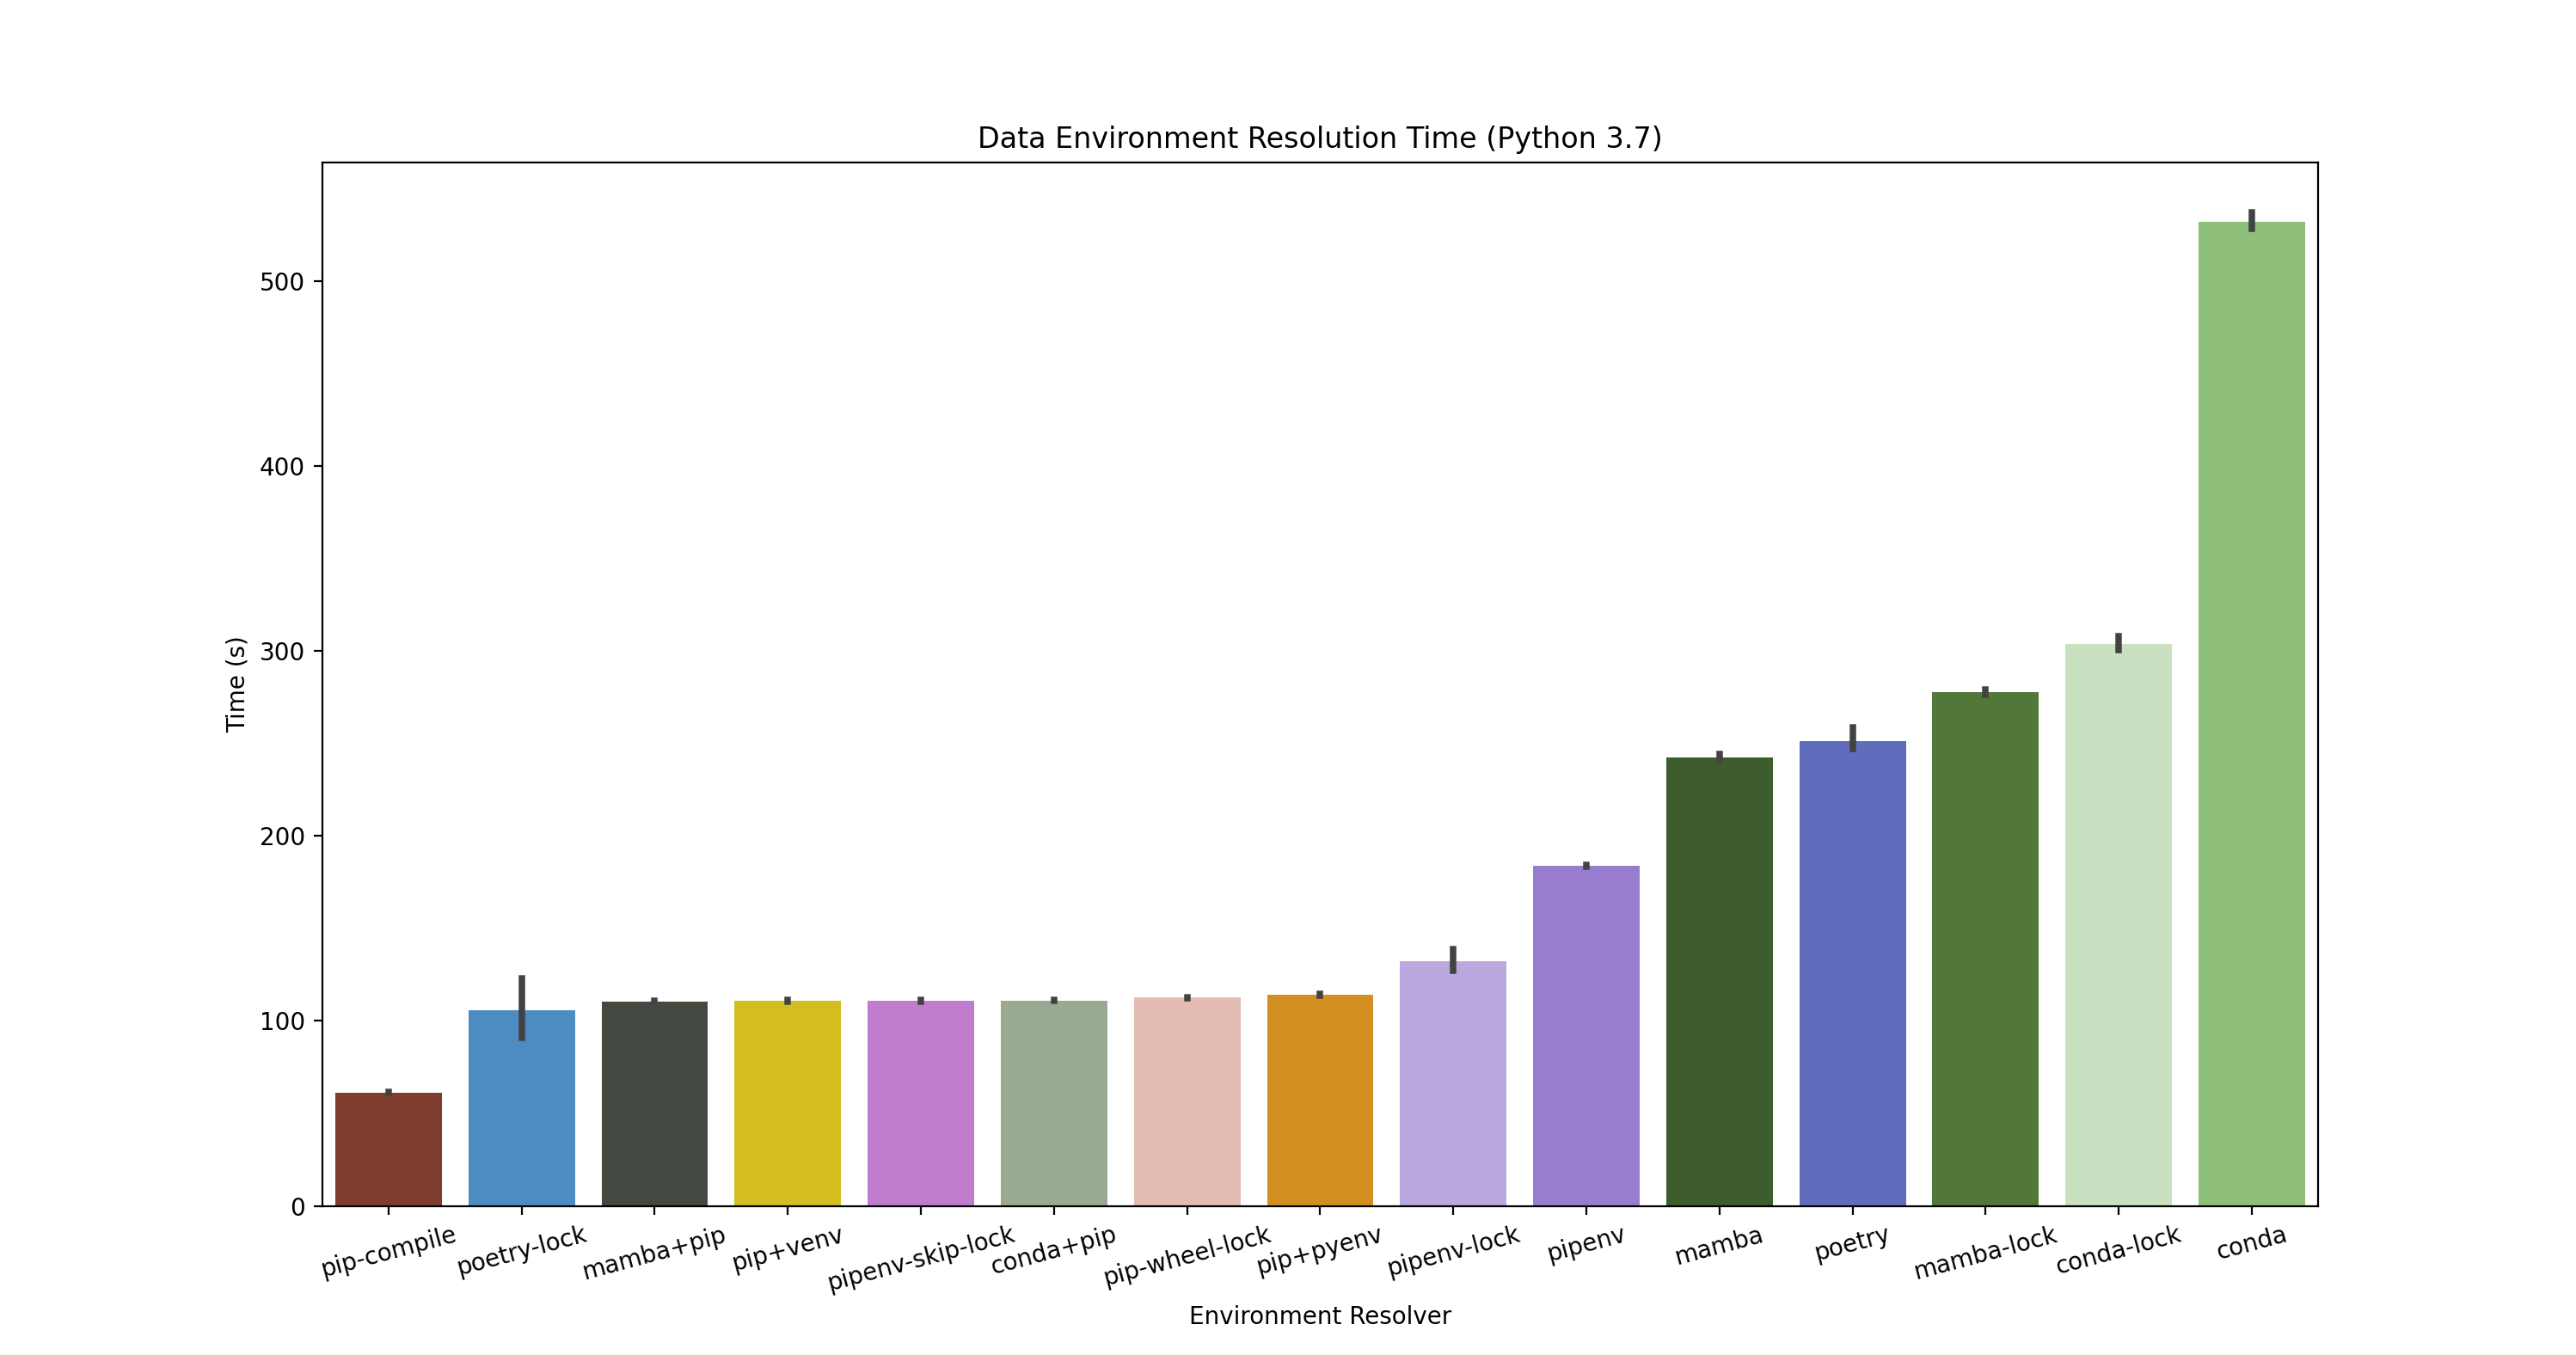 Data Environment Resolution Time (Python 3.7)
Time (s)
500
400
300
200
100
0
pip-compile
poetry-lock
mamba+pip
pip+venv
pipenv-skip-lock
conda+pip
pip-wheel-lock
pip+pyenv
pipenv-lock
pipenv
mamba
poetry
mamba-lock
conda-lock
conda
Environment Resolver